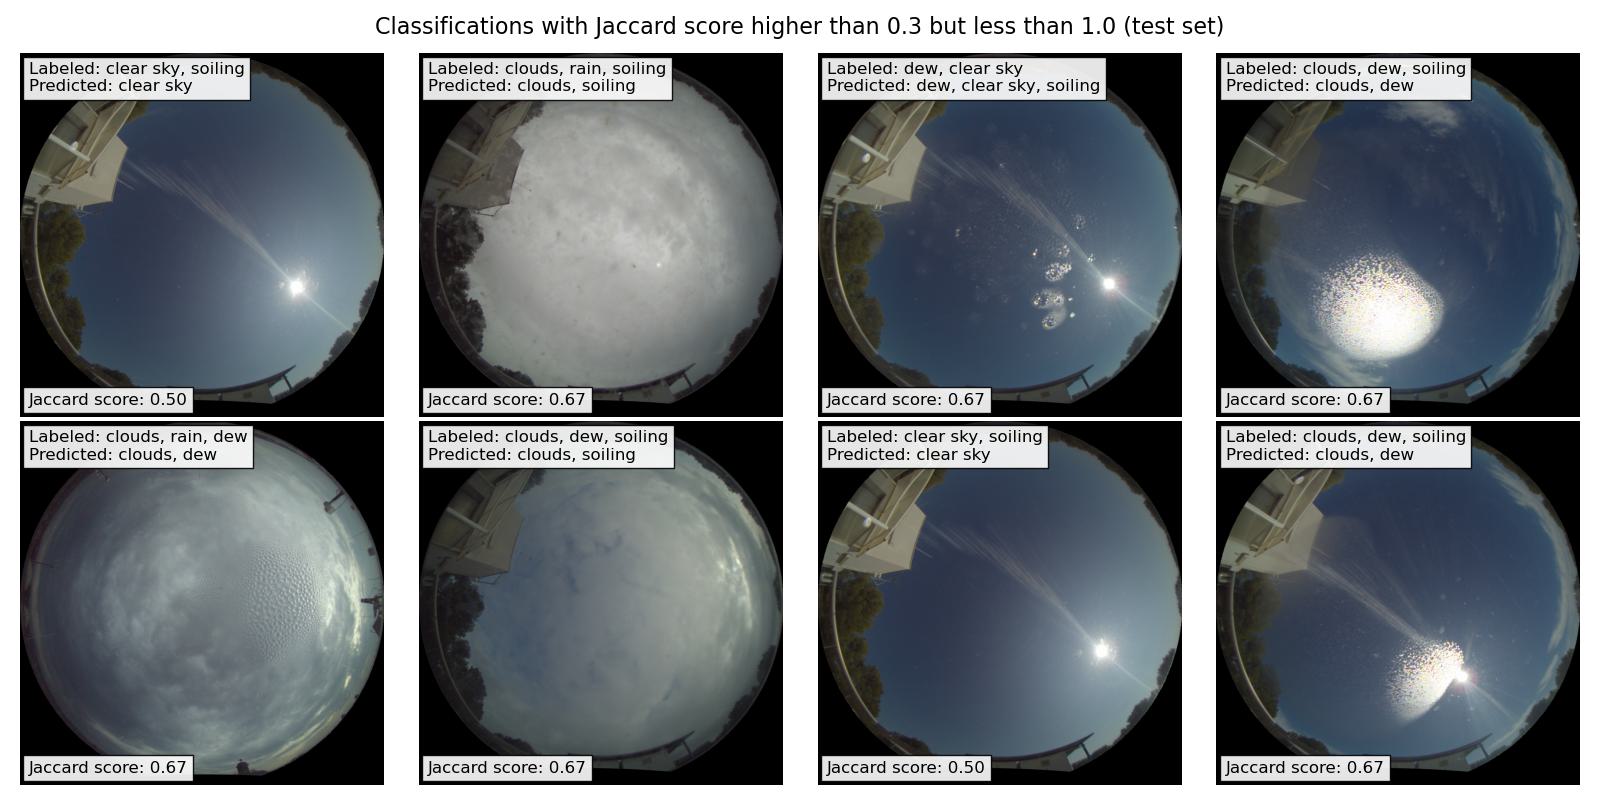 Classifications with Jaccard score higher than 0.3 but less than 1.0 (test set)
Labeled: clear sky, soiling
Predicted: clear sky
Jaccard score: 0.50
Labeled: clouds, rain, soiling
Predicted: clouds, soiling
Jaccard score: 0.67
Labeled: dew, clear sky
Predicted: dew, clear sky, soiling
Jaccard score: 0.67
Labeled: clouds, dew, soiling
Predicted: clouds, dew
Jaccard score: 0.67
Labeled: clouds, rain, dew
Predicted: clouds, dew
Jaccard score: 0.67
Labeled: clouds, dew, soiling
Predicted: clouds, soiling
Jaccard score: 0.67
Labeled: clear sky, soiling
Predicted: clear sky
Jaccard score: 0.50
Labeled: clouds, dew, soiling
Predicted: clouds, dew
Jaccard score: 0.67